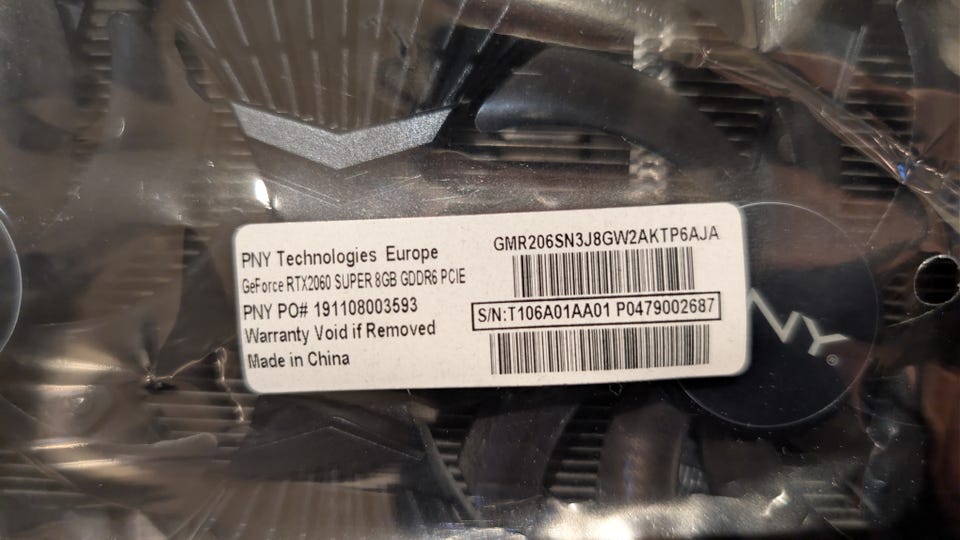 PNY Technologies Europe
GeForce RTX2060 SUPER 8GB GDDR6 PCIE
PNY PO# 191108003593
Warranty Void if Removed
Made in China
GMR206SN3J8GW2AKTP6AJA
S/N:T106A01AA01 P0479002687
NY®